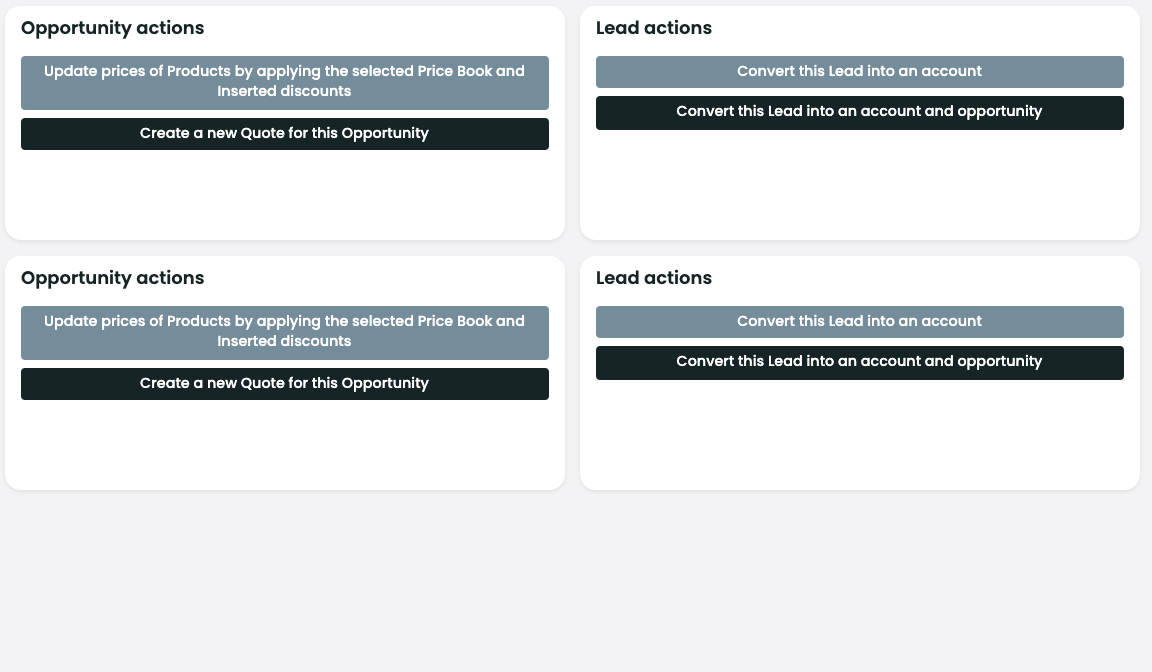 Opportunity actions
Update prices of Products by applying the selected Price Book and
Inserted discounts
Create a new Quote for this Opportunity
Lead actions
Convert this Lead into an account
Convert this Lead into an account and opportunity
Opportunity actions
Update prices of Products by applying the selected Price Book and
Inserted discounts
Create a new Quote for this Opportunity
Lead actions
Convert this Lead into an account
Convert this Lead into an account and opportunity